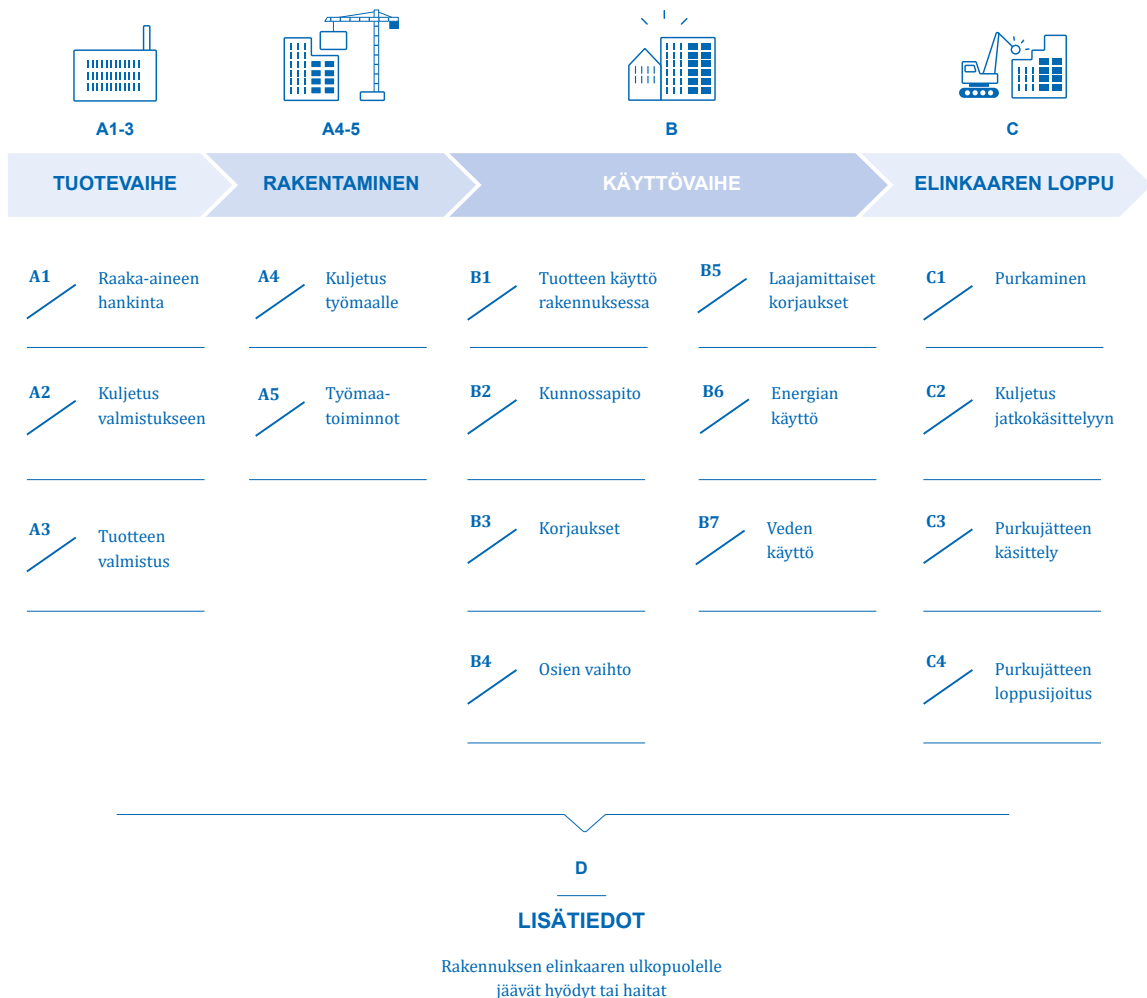 A1-3
A4-5
B
C
TUOTEVAIHE
RAKENTAMINEN
KÄYTTÖVAIHE
ELINKAAREN LOPPU
A1
Raaka-aineen
hankinta
A2
Kuljetus
valmistukseen
A3
Tuotteen
valmistus
A4
Kuljetus
työmaalle
A5
Työmaa-
toiminnot
B1
Tuotteen käyttö
rakennuksessa
B2
Kunnossapito
B3
Korjaukset
B4
Osien vaihto
B5
Laajamittaiset
korjaukset
B6
Energian
käyttö
B7
Veden
käyttö
C1
Purkaminen
C2
Kuljetus
jatkokäsittelyyn
C3
Purkujätteen
käsittely
C4
Purkujätteen
loppusijoitus
D
LISÄTIEDOT
Rakennuksen elinkaaren ulkopuolelle
jäävät hyödyt tai haitat